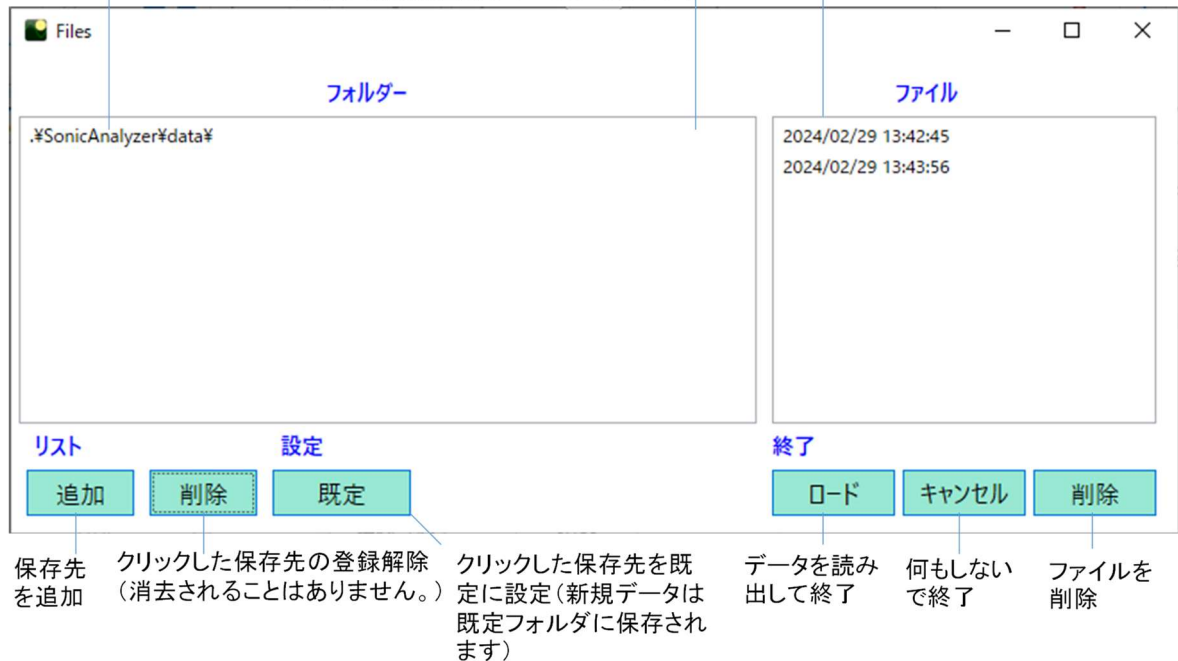 Files
フォルダー
ファイル
.¥SonicAnalyzer¥data¥
2024/02/29 13:42:45
2024/02/29 13:43:56
リスト
設定
終了
追加
削除
既定
ロード
キャンセル
削除
保存先
を追加
クリックした保存先の登録解除
（消去されることはありません。）
クリックした保存先を既
定に設定（新規データは
既定フォルダに保存され
ます）
データを読み
出して終了
何もしない
で終了
ファイルを
削除